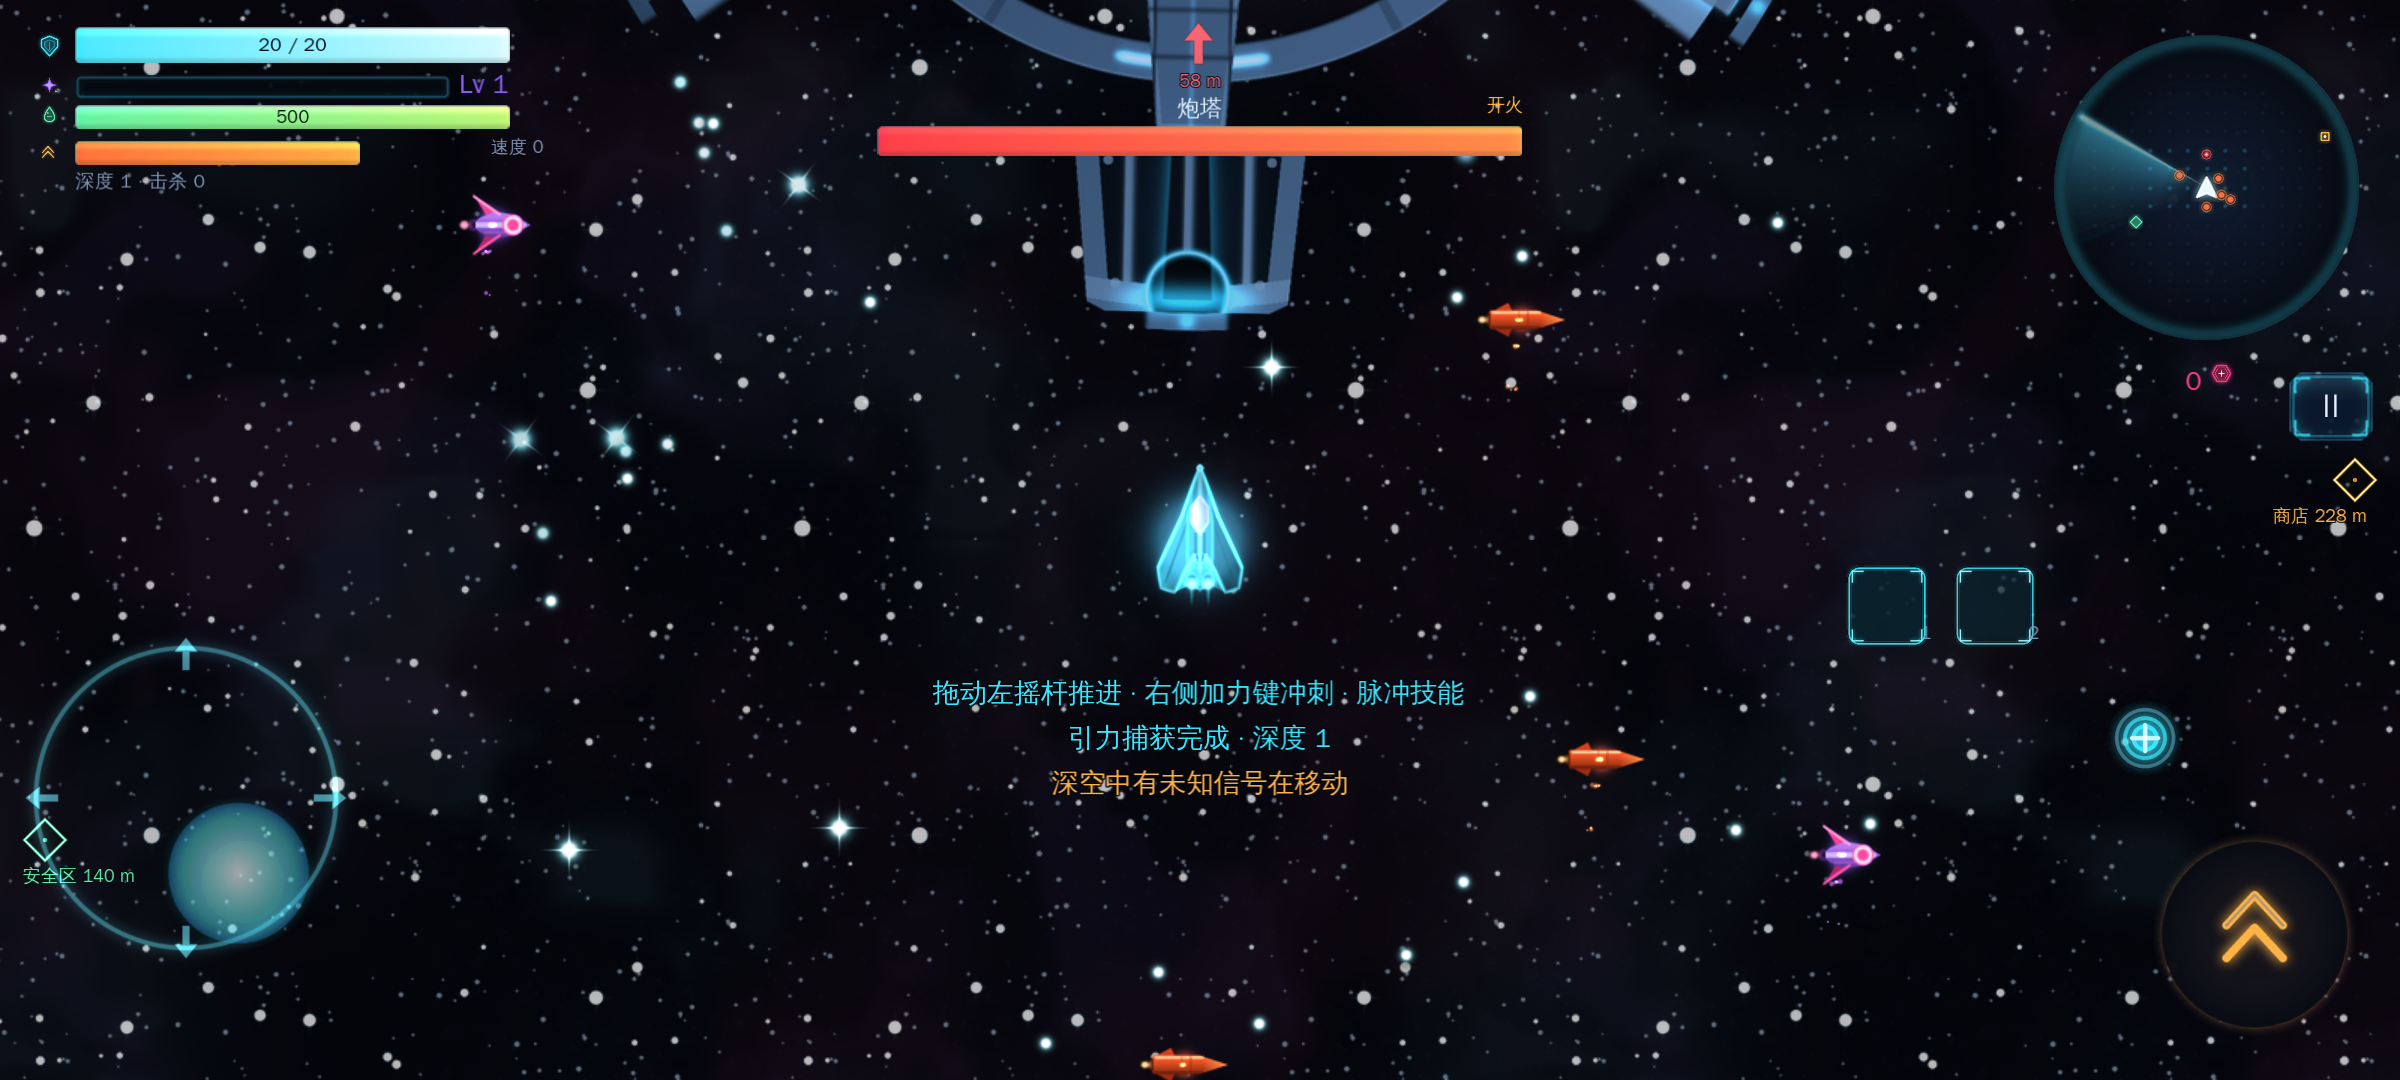 20 / 20
Lv 1
500
速度 0
深度 1 · 击杀 0
58 m
炮塔
开火
0
商店 228 m
1
2
拖动左摇杆推进 · 右侧加力键冲刺 · 脉冲技能
引力捕获完成 · 深度 1
深空中有未知信号在移动
安全区 140 m